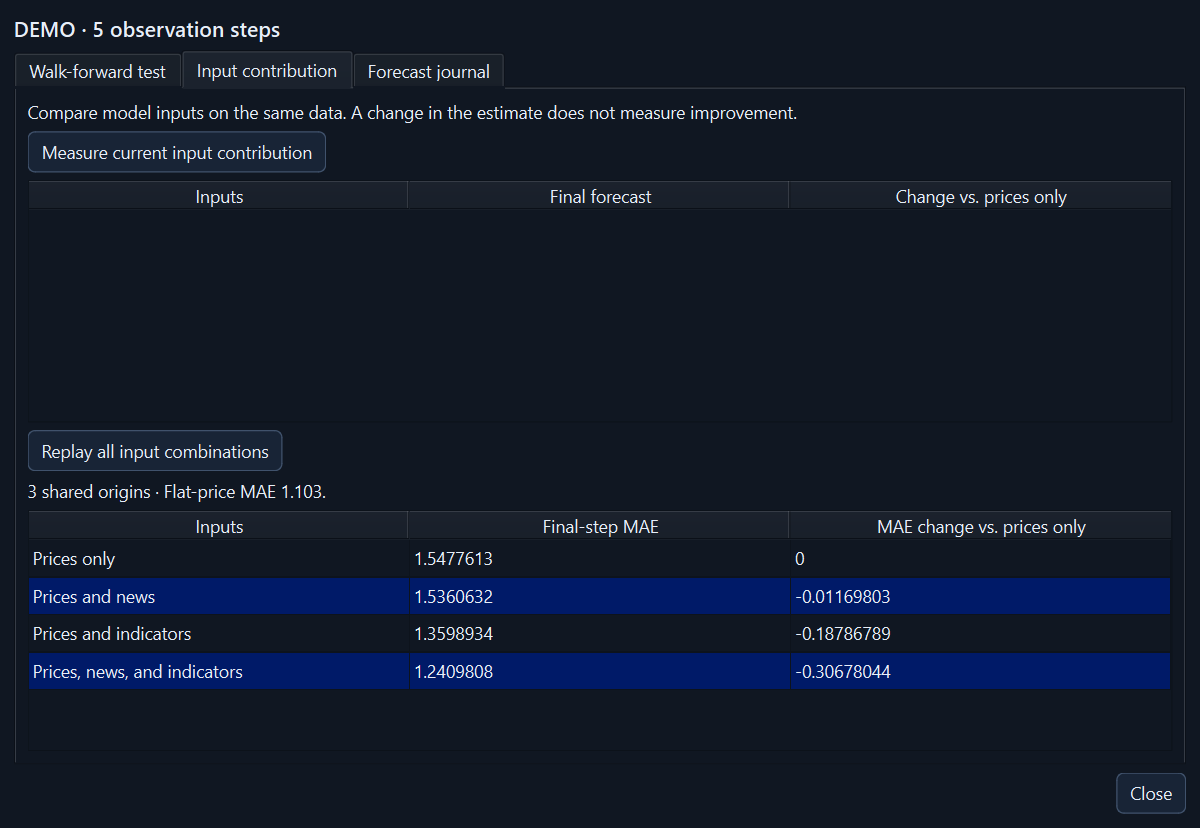 DEMO · 5 observation steps
Walk-forward test Input contribution Forecast journal
Compare model inputs on the same data. A change in the estimate does not measure improvement.
Measure current input contribution
Inputs Final forecast Change vs. prices only
Replay all input combinations
3 shared origins · Flat-price MAE 1.103.
Inputs Final-step MAE MAE change vs. prices only
Prices only 1.5477613 0
Prices and news 1.5360632 -0.01169803
Prices and indicators 1.3598934 -0.18786789
Prices, news, and indicators 1.2409808 -0.30678044
Close